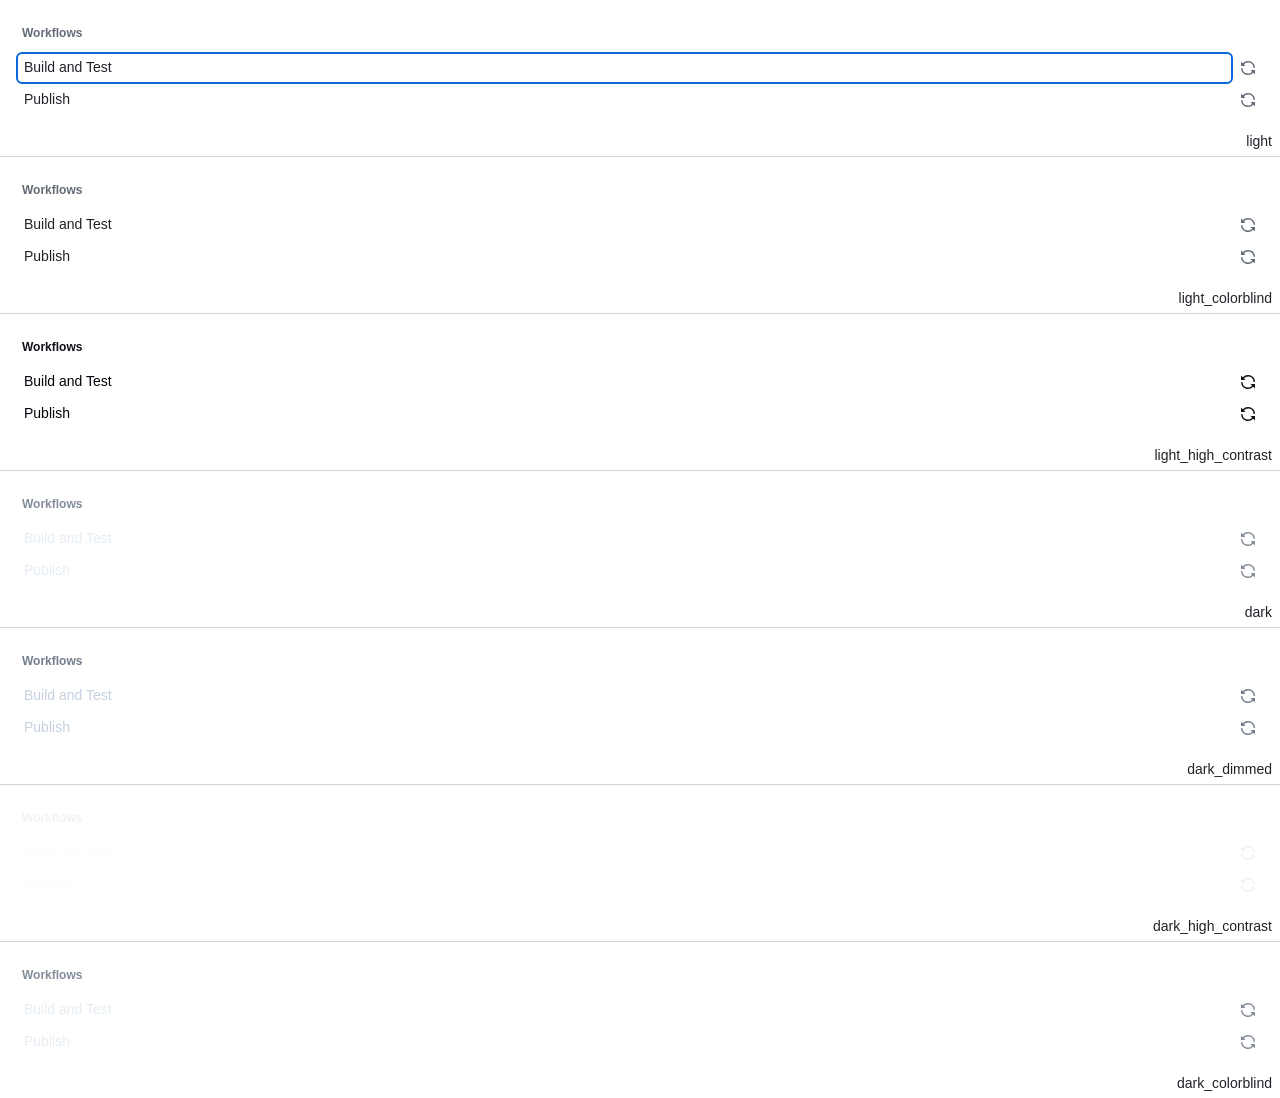 Workflows
Build and Test
Publish
light
Workflows
Build and Test
Publish
light_colorblind
Workflows
Build and Test
Publish
light_high_contrast
Workflows
Build and Test
Publish
dark
Workflows
Build and Test
Publish
dark_dimmed
Workflows
Build and Test
Publish
dark_high_contrast
Workflows
Build and Test
Publish
dark_colorblind